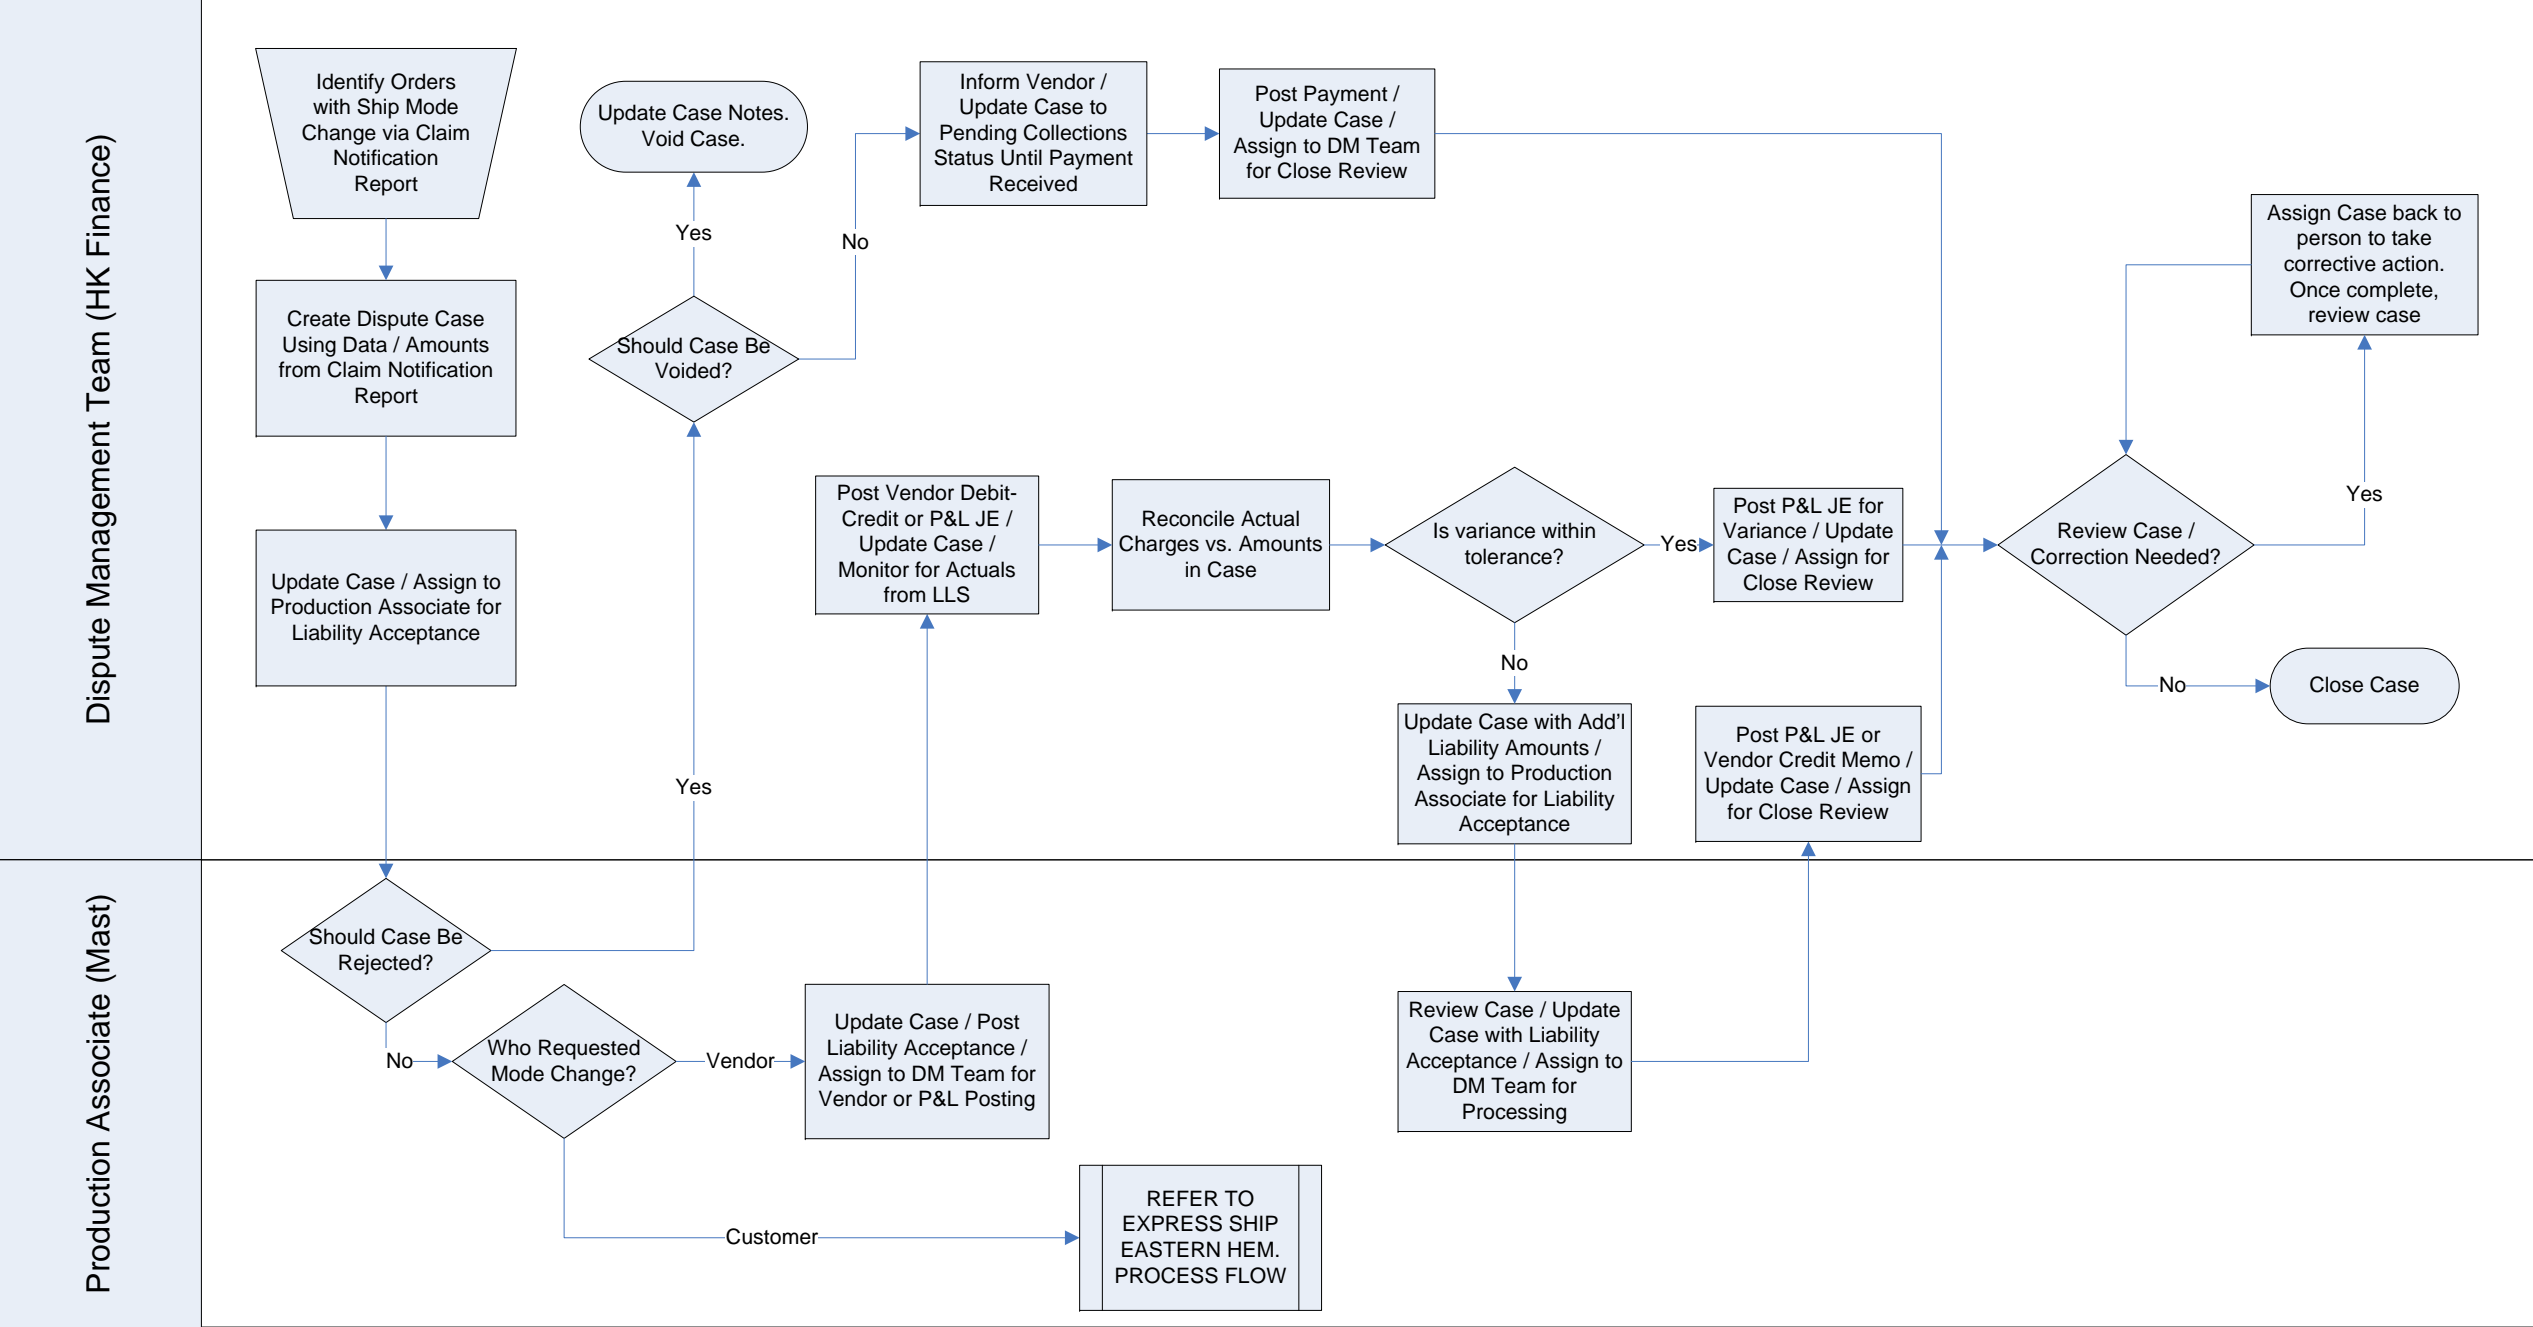 Dispute Management Team (HK Finance)
Identify Orders
with Ship Mode
Change via Claim
Notification
Report
Create Dispute Case
Using Data / Amounts
from Claim Notification
Report
Update Case / Assign to
Production Associate for
Liability Acceptance
Update Case Notes.
Void Case.
Yes
Should Case Be
Voided?
No
Yes
Inform Vendor /
Update Case to
Pending Collections
Status Until Payment
Received
Post Payment /
Update Case /
Assign to DM Team
for Close Review
Post Vendor Debit-
Credit or P&L JE /
Update Case /
Monitor for Actuals
from LLS
Reconcile Actual
Charges vs. Amounts
in Case
Is variance within
tolerance?
Yes
No
Post P&L JE for
Variance / Update
Case / Assign for
Close Review
Update Case with Add'l
Liability Amounts /
Assign to Production
Associate for Liability
Acceptance
Post P&L JE or
Vendor Credit Memo /
Update Case / Assign
for Close Review
Review Case /
Correction Needed?
Yes
Assign Case back to
person to take
corrective action.
Once complete,
review case
No
Close Case
Production Associate (Mast)
Should Case Be
Rejected?
No
Who Requested
Mode Change?
Vendor
Update Case / Post
Liability Acceptance /
Assign to DM Team for
Vendor or P&L Posting
Customer
REFER TO
EXPRESS SHIP
EASTERN HEM.
PROCESS FLOW
Review Case / Update
Case with Liability
Acceptance / Assign to
DM Team for
Processing